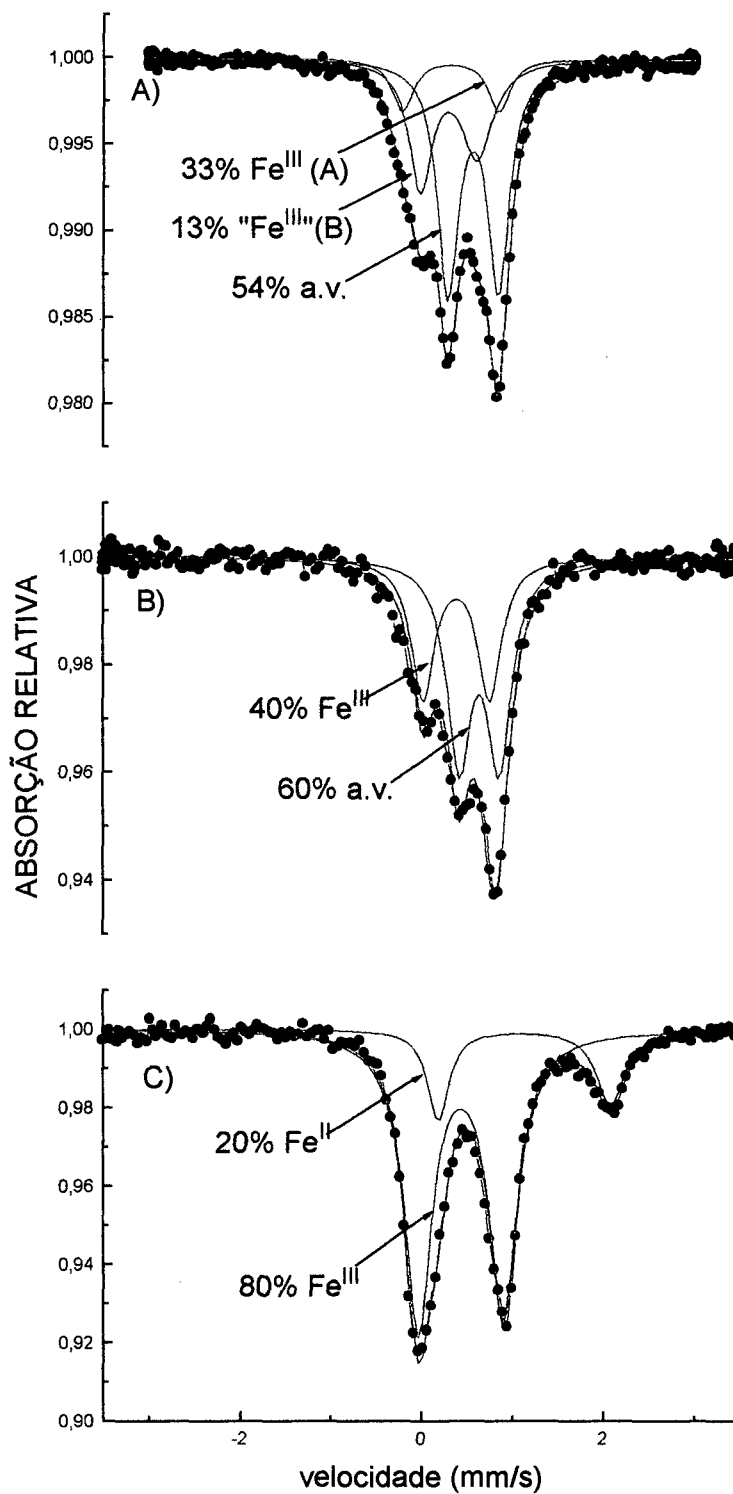 1,000
A)
0,995
33% Fe^III (A)
0,990
13% "Fe^III" (B)
54% a.v.
0,985
0,980
ABSORÇÃO RELATIVA
1,00
B)
0,98
40% Fe^III
0,96
60% a.v.
0,94
1,00
C)
0,98
20% Fe^II
0,96
0,94
80% Fe^III
0,92
0,90
-2 0 2
velocidade (mm/s)